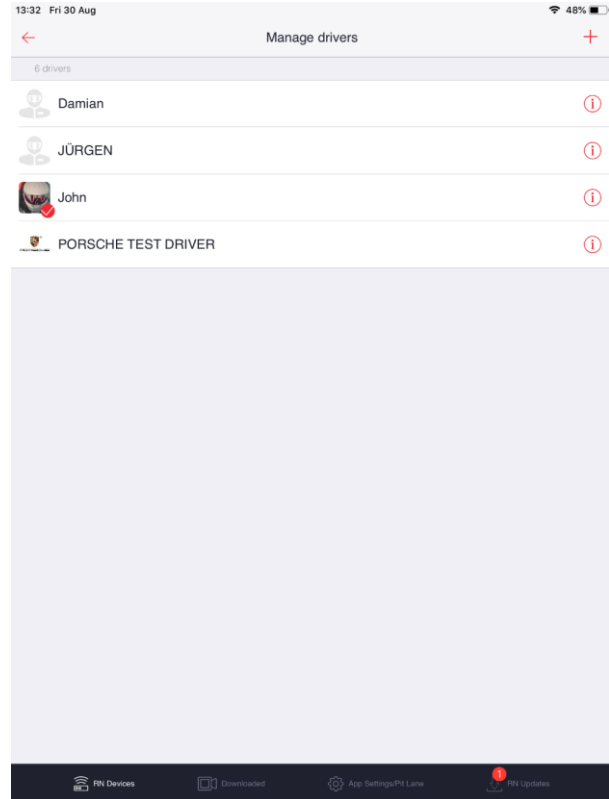 13:32 Fri 30 Aug 48%
Manage drivers
6 drivers
Damian
JÜRGEN
John
PORSCHE TEST DRIVER
RN Devices
Downloaded
App Settings/Pit Lane
1
RN Updates